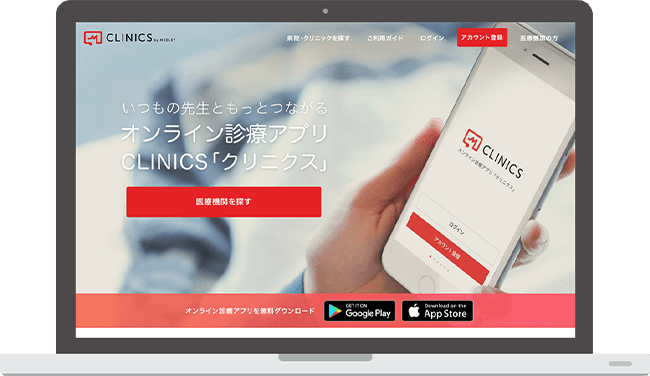 CLINICS by MEDLEY
病院・クリニックを探す
ご利用ガイド
ログイン
アカウント登録
医療機関の方
いつもの先生ともっとつながる
オンライン診療アプリ
CLINICS「クリニクス」
医療機関を探す
CLINICS
オンライン診療アプリ「クリニクス」
ログイン
アカウント登録
オンライン診療アプリを無料ダウンロード
GET IT ON
Google Play
Download on the
App Store